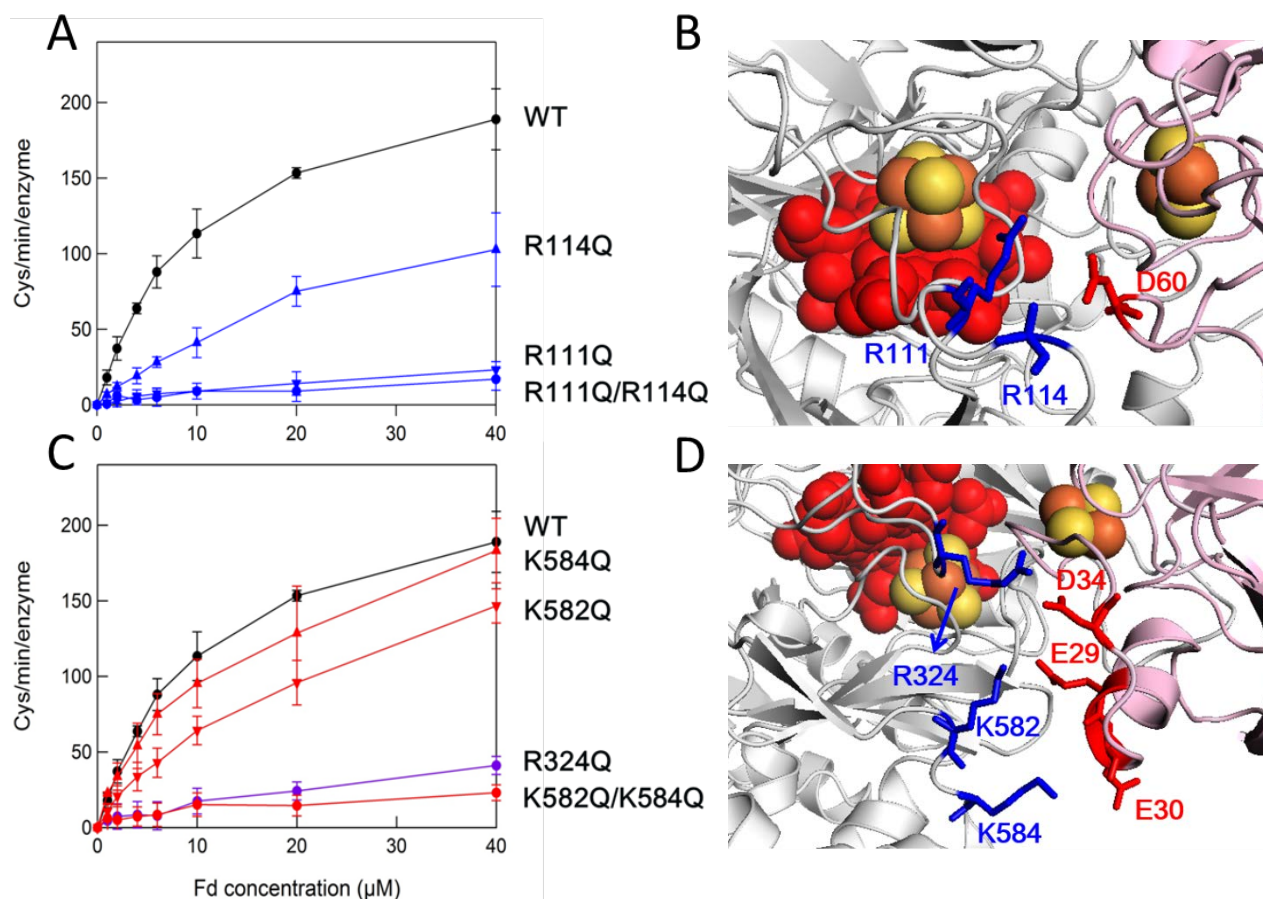 A
Cys/min/enzyme
200
150
100
50
0
0
10
20
30
40
WT
R114Q
R111Q
R111Q/R114Q
B
D60
R111
R114
C
Cys/min/enzyme
200
150
100
50
0
0
10
20
30
40
Fd concentration (µM)
WT
K584Q
K582Q
R324Q
K582Q/K584Q
D
D34
E29
R324
K582
E30
K584